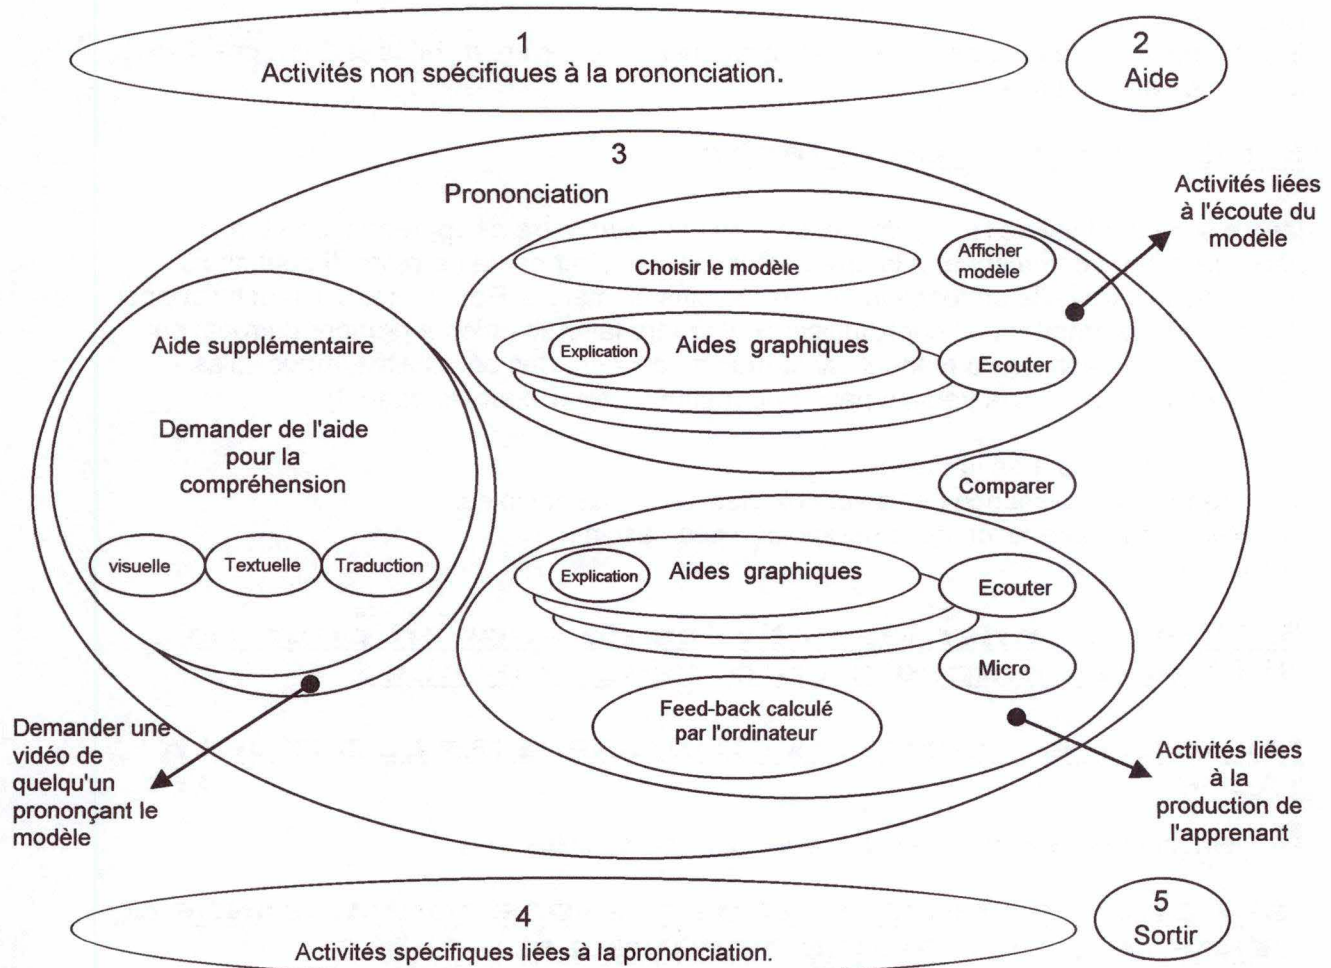 1
Activités non spécifiques à la prononciation.
2
Aide
3
Prononciation
Activités liées
à l'écoute du
modèle
Choisir le modèle
Afficher
modèle
Explication
Aides graphiques
Ecouter
Aide supplémentaire
Demander de l'aide
pour la
compréhension
visuelle
Textuelle
Traduction
Comparer
Explication
Aides graphiques
Ecouter
Micro
Feed-back calculé
par l'ordinateur
Demander une
vidéo de
quelqu'un
prononçant le
modèle
Activités liées
à la
production de
l'apprenant
4
Activités spécifiques liées à la prononciation.
5
Sortir